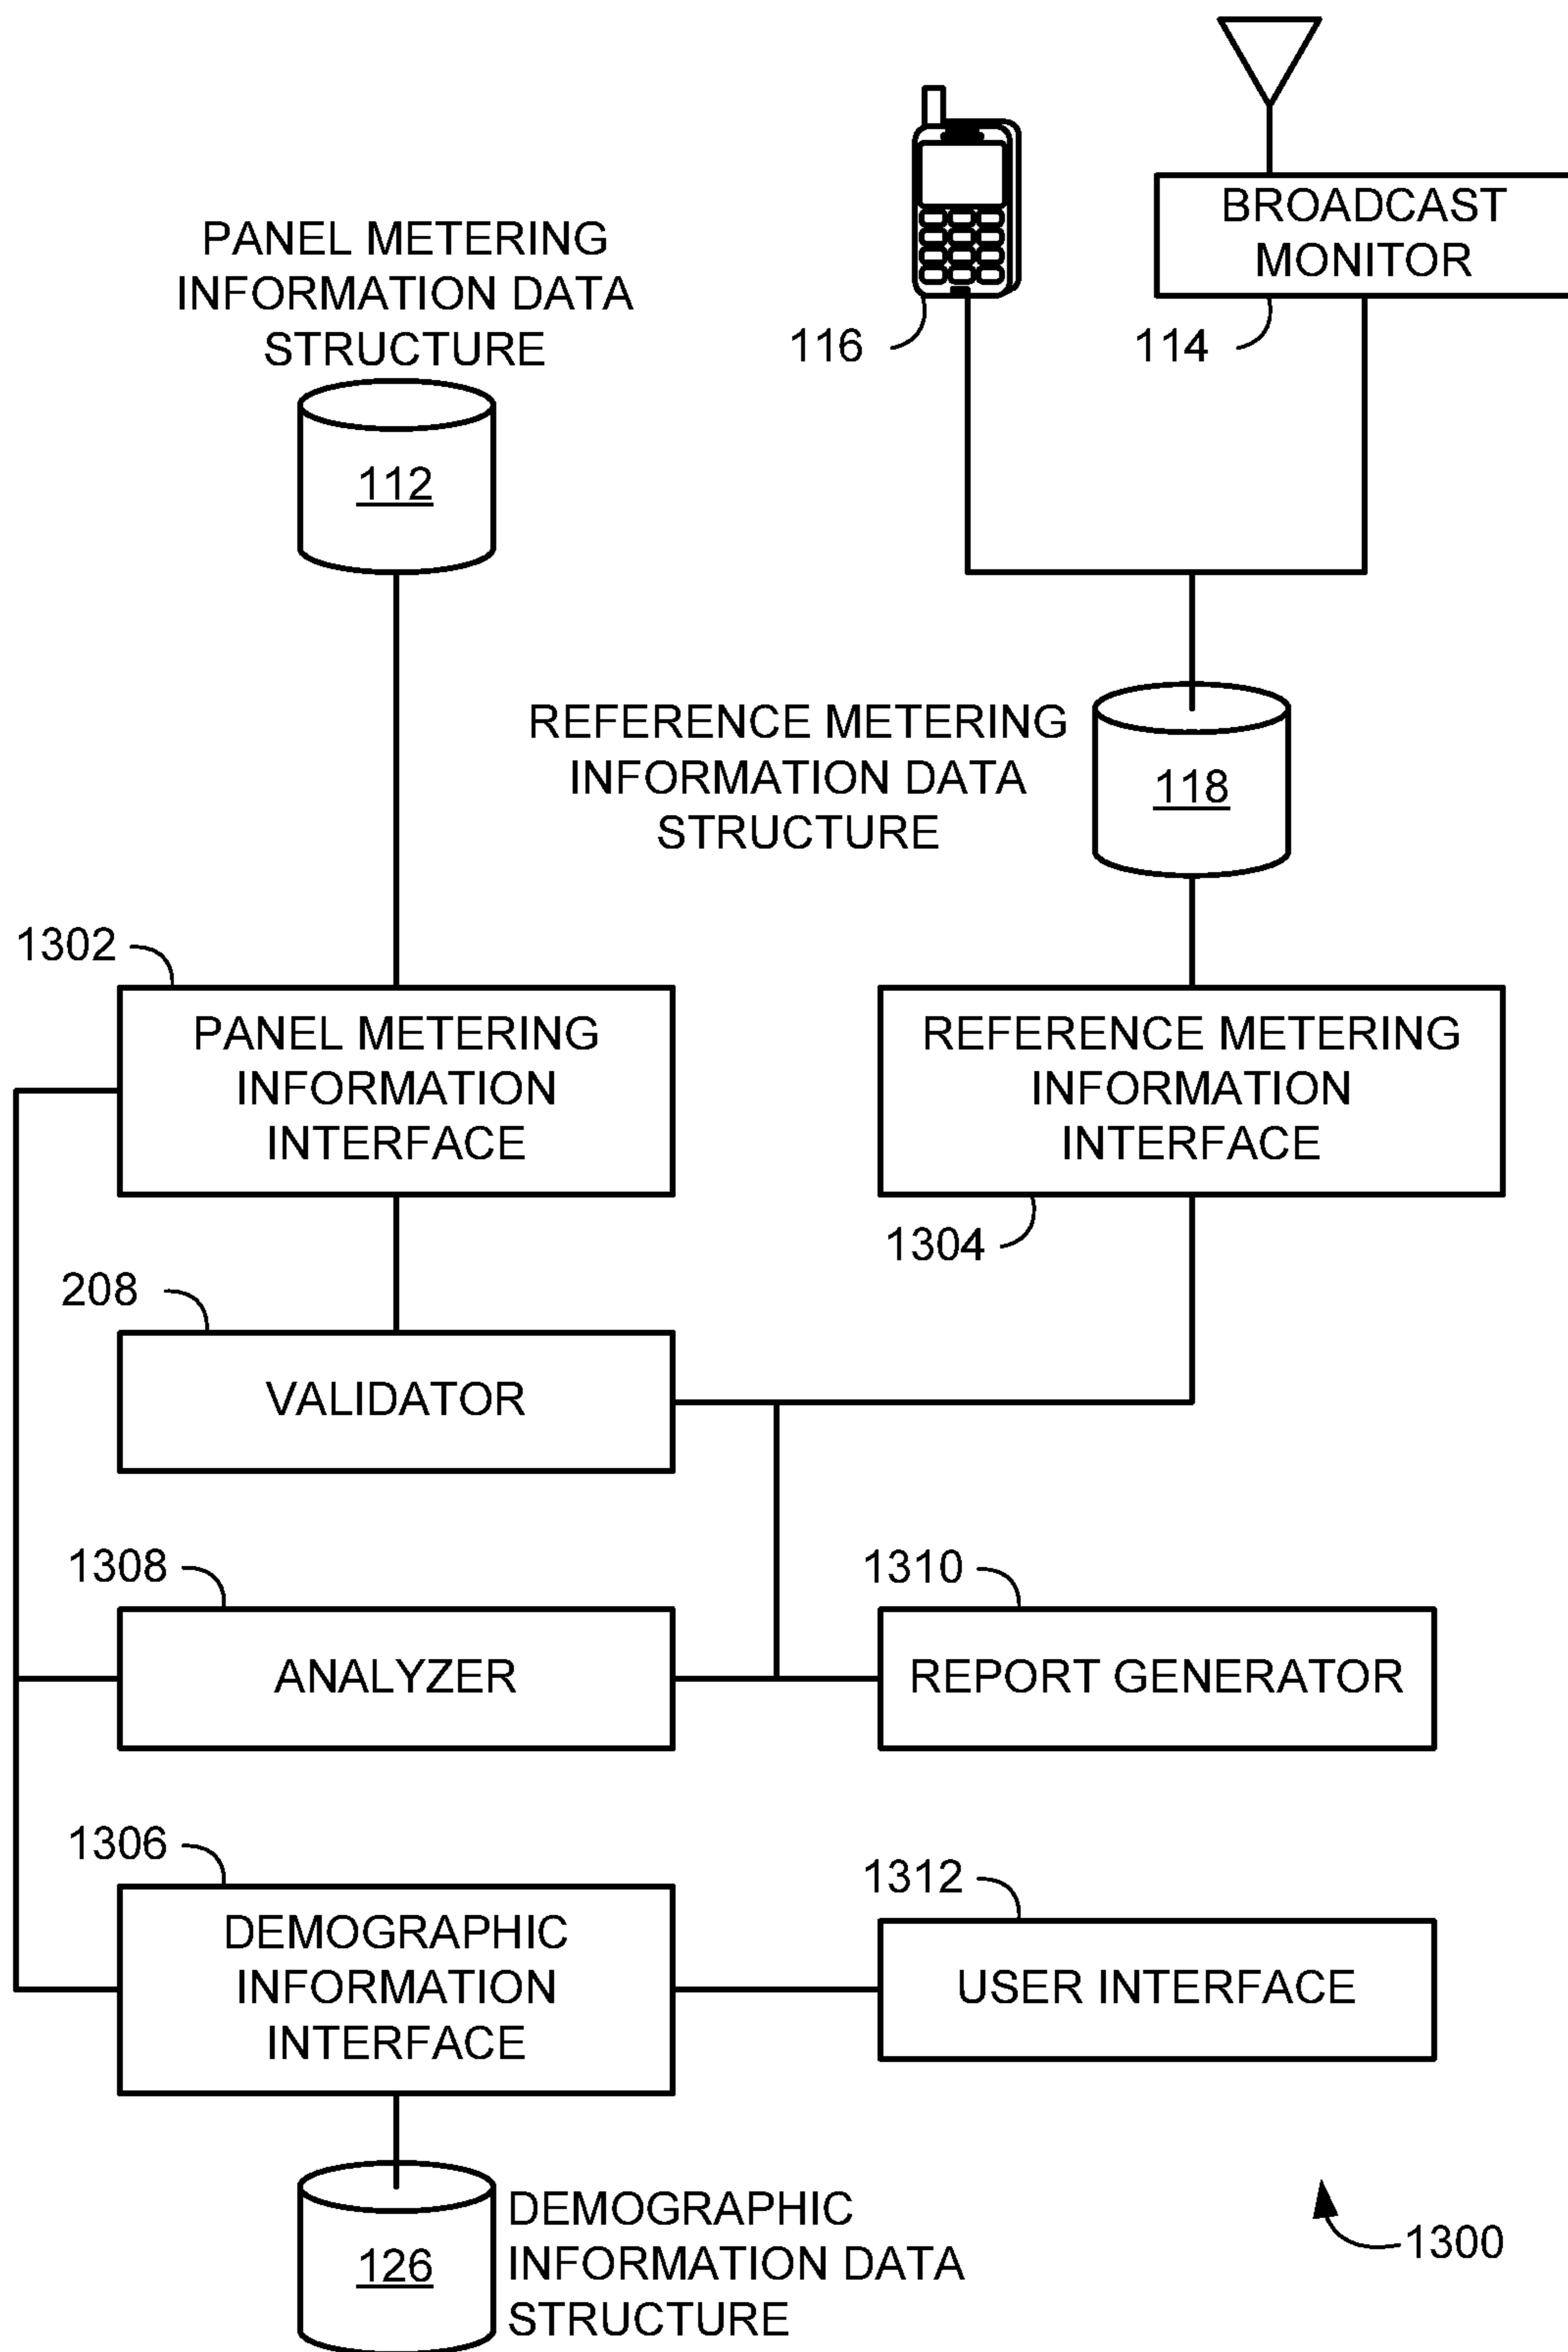 BROADCAST
MONITOR
116
114
PANEL METERING
INFORMATION DATA
STRUCTURE
112
REFERENCE METERING
INFORMATION DATA
STRUCTURE
118
1302
PANEL METERING
INFORMATION
INTERFACE
REFERENCE METERING
INFORMATION
INTERFACE
1304
208
VALIDATOR
1308
ANALYZER
1310
REPORT GENERATOR
1306
DEMOGRAPHIC
INFORMATION
INTERFACE
1312
USER INTERFACE
126
DEMOGRAPHIC
INFORMATION DATA
STRUCTURE
1300